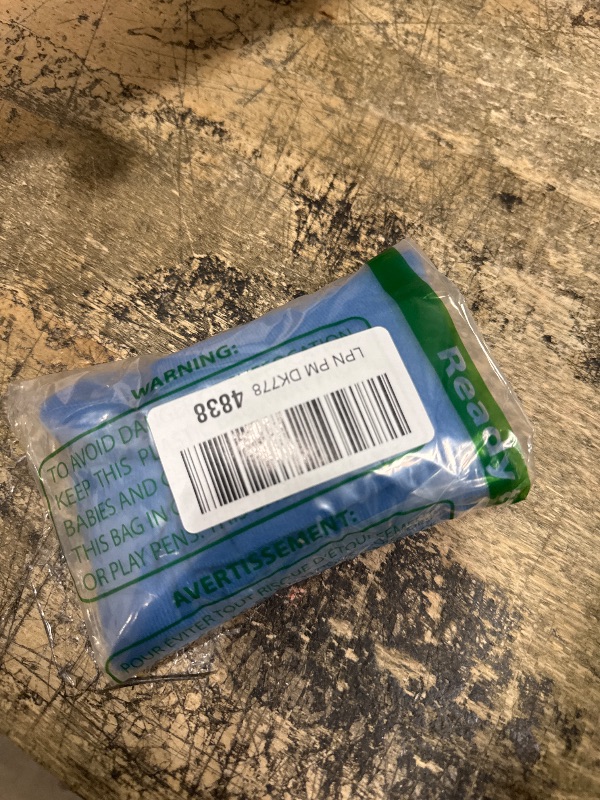 Ready
WARNING:
TO AVOID DA
KEEP THIS
BABIES AND
THIS BAG IN
OR PLAY PENS.
LPN PM DK778 4838
AVERTISSEMENT:
POUR ÉVITER TOUT RISQUE D'ÉTOUFFEMENT